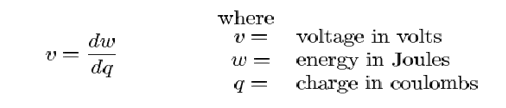 where
v = dw/dq
v = voltage in volts
w = energy in Joules
q = charge in coulombs